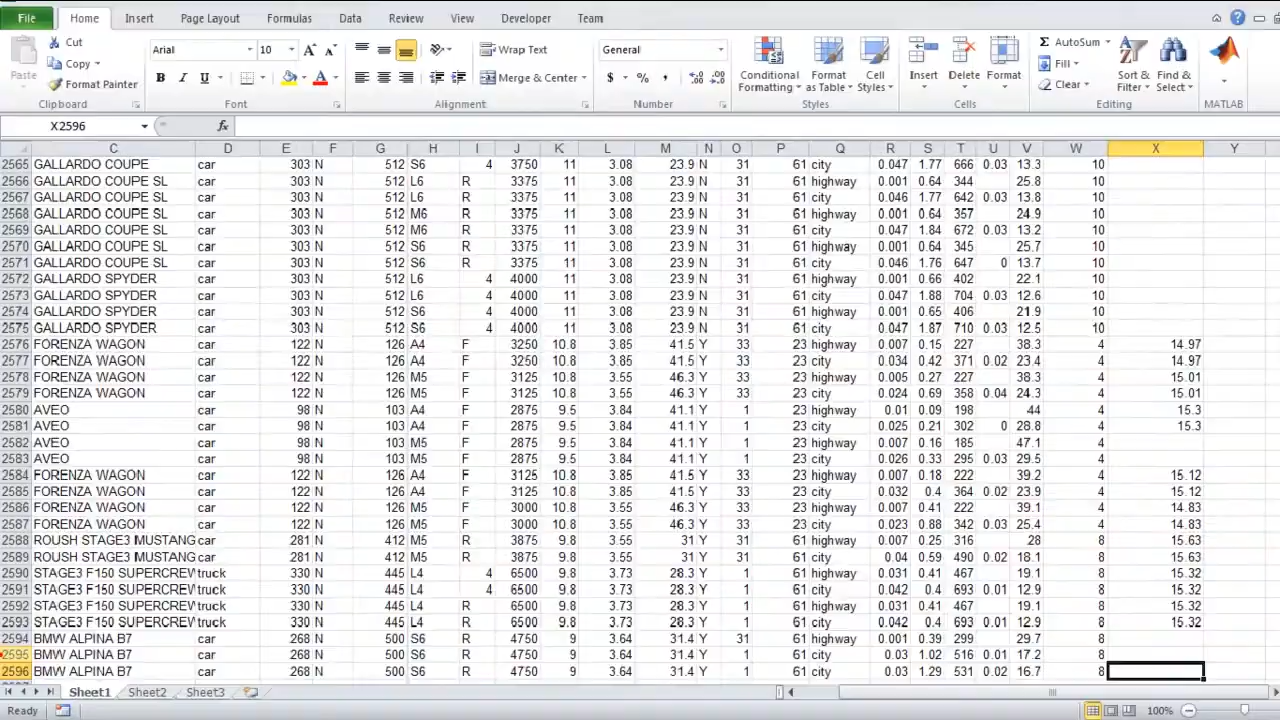 File Home Insert Page Layout Formulas Data Review View Developer Team
Cut Arial 10 Wrap Text General AutoSum
Paste Copy Conditional Formatting Format as Table Cell Styles Insert Delete Format Fill Sort & Filter Find & Select
Format Painter B I U Merge & Center $ % , Clear
Clipboard Font Alignment Number Styles Cells Editing MATLAB
X2596 fx
C D E F G H I J K L M N O P Q R S T U V W X Y
2565 GALLARDO COUPE car 303 N 512 S6 4 3750 11 3.08 23.9 N 31 61 city 0.047 1.77 666 0.03 13.3 10
2566 GALLARDO COUPE SL car 303 N 512 L6 R 3375 11 3.08 23.9 N 31 61 highway 0.001 0.64 344 25.8 10
2567 GALLARDO COUPE SL car 303 N 512 L6 R 3375 11 3.08 23.9 N 31 61 city 0.046 1.77 642 0.03 13.8 10
2568 GALLARDO COUPE SL car 303 N 512 M6 R 3375 11 3.08 23.9 N 31 61 highway 0.001 0.64 357 24.9 10
2569 GALLARDO COUPE SL car 303 N 512 M6 R 3375 11 3.08 23.9 N 31 61 city 0.047 1.84 672 0.03 13.2 10
2570 GALLARDO COUPE SL car 303 N 512 S6 R 3375 11 3.08 23.9 N 31 61 highway 0.001 0.64 345 25.7 10
2571 GALLARDO COUPE SL car 303 N 512 S6 R 3375 11 3.08 23.9 N 31 61 city 0.046 1.76 647 0 13.7 10
2572 GALLARDO SPYDER car 303 N 512 L6 4 4000 11 3.08 23.9 N 31 61 highway 0.001 0.66 402 22.1 10
2573 GALLARDO SPYDER car 303 N 512 L6 4 4000 11 3.08 23.9 N 31 61 city 0.047 1.88 704 0.03 12.6 10
2574 GALLARDO SPYDER car 303 N 512 S6 4 4000 11 3.08 23.9 N 31 61 highway 0.001 0.65 406 21.9 10
2575 GALLARDO SPYDER car 303 N 512 S6 4 4000 11 3.08 23.9 N 31 61 city 0.047 1.87 710 0.03 12.5 10
2576 FORENZA WAGON car 122 N 126 A4 F 3250 10.8 3.85 41.5 Y 33 23 highway 0.007 0.15 227 38.3 4 14.97
2577 FORENZA WAGON car 122 N 126 A4 F 3250 10.8 3.85 41.5 Y 33 23 city 0.034 0.42 371 0.02 23.4 4 14.97
2578 FORENZA WAGON car 122 N 126 M5 F 3125 10.8 3.55 46.3 Y 33 23 highway 0.005 0.27 227 38.3 4 15.01
2579 FORENZA WAGON car 122 N 126 M5 F 3125 10.8 3.55 46.3 Y 33 23 city 0.024 0.69 358 0.04 24.3 4 15.01
2580 AVEO car 98 N 103 A4 F 2875 9.5 3.84 41.1 Y 1 23 highway 0.01 0.09 198 44 4 15.3
2581 AVEO car 98 N 103 A4 F 2875 9.5 3.84 41.1 Y 1 23 city 0.025 0.21 302 0 28.8 4 15.3
2582 AVEO car 98 N 103 M5 F 2875 9.5 3.84 41.1 Y 1 23 highway 0.007 0.16 185 47.1 4
2583 AVEO car 98 N 103 M5 F 2875 9.5 3.84 41.1 Y 1 23 city 0.026 0.33 295 0.03 29.5 4
2584 FORENZA WAGON car 122 N 126 A4 F 3125 10.8 3.85 41.5 Y 33 23 highway 0.007 0.18 222 39.2 4 15.12
2585 FORENZA WAGON car 122 N 126 A4 F 3125 10.8 3.85 41.5 Y 33 23 city 0.032 0.4 364 0.02 23.9 4 15.12
2586 FORENZA WAGON car 122 N 126 M5 F 3000 10.8 3.55 46.3 Y 33 23 highway 0.007 0.41 222 39.1 4 14.83
2587 FORENZA WAGON car 122 N 126 M5 F 3000 10.8 3.55 46.3 Y 33 23 city 0.023 0.88 342 0.03 25.4 4 14.83
2588 ROUSH STAGE3 MUSTANG car 281 N 412 M5 R 3875 9.8 3.55 31 Y 1 61 highway 0.007 0.25 316 28 8 15.63
2589 ROUSH STAGE3 MUSTANG car 281 N 412 M5 R 3875 9.8 3.55 31 Y 31 61 city 0.04 0.59 490 0.02 18.1 8 15.63
2590 STAGE3 F150 SUPERCREW truck 330 N 445 L4 4 6500 9.8 3.73 28.3 Y 1 61 highway 0.031 0.41 467 19.1 8 15.32
2591 STAGE3 F150 SUPERCREW truck 330 N 445 L4 4 6500 9.8 3.73 28.3 Y 1 61 city 0.042 0.4 693 0.01 12.9 8 15.32
2592 STAGE3 F150 SUPERCREW truck 330 N 445 L4 R 6500 9.8 3.73 28.3 Y 1 61 highway 0.031 0.41 467 19.1 8 15.32
2593 STAGE3 F150 SUPERCREW truck 330 N 445 L4 R 6500 9.8 3.73 28.3 Y 1 61 city 0.042 0.4 693 0.01 12.9 8 15.32
2594 BMW ALPINA B7 car 268 N 500 S6 R 4750 9 3.64 31.4 Y 31 61 highway 0.001 0.39 299 29.7 8
2595 BMW ALPINA B7 car 268 N 500 S6 R 4750 9 3.64 31.4 Y 1 61 city 0.03 1.02 516 0.01 17.2 8
2596 BMW ALPINA B7 car 268 N 500 S6 R 4750 9 3.64 31.4 Y 1 61 city 0.03 1.29 531 0.02 16.7 8
Sheet1 Sheet2 Sheet3
Ready 100%